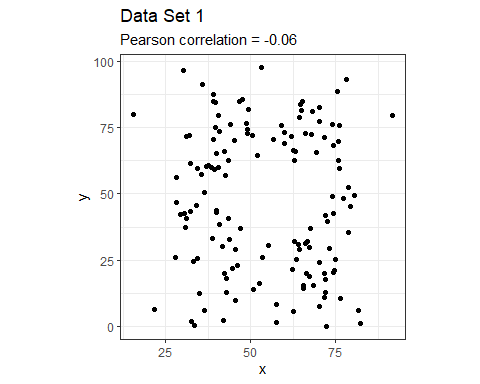 Data Set 1
Pearson correlation = -0.06
100
75
50
25
0
y
25
50
75
x